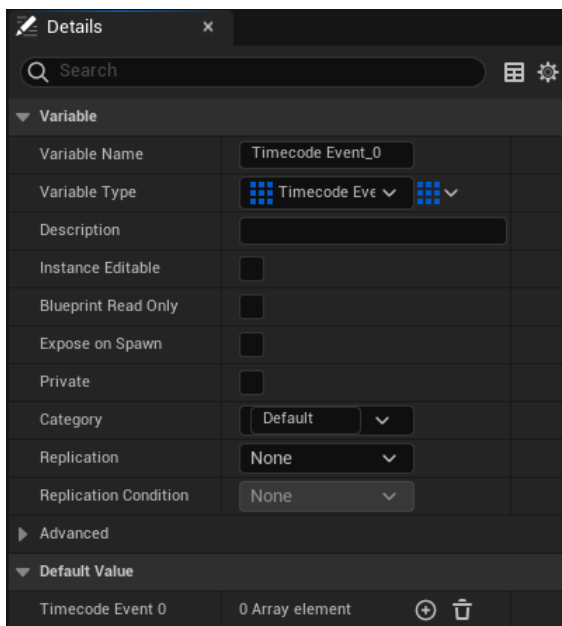 Details
Search
Variable
Variable Name Timecode Event_0
Variable Type Timecode Eve
Description
Instance Editable
Blueprint Read Only
Expose on Spawn
Private
Category Default
Replication None
Replication Condition None
Advanced
Default Value
Timecode Event 0 0 Array element